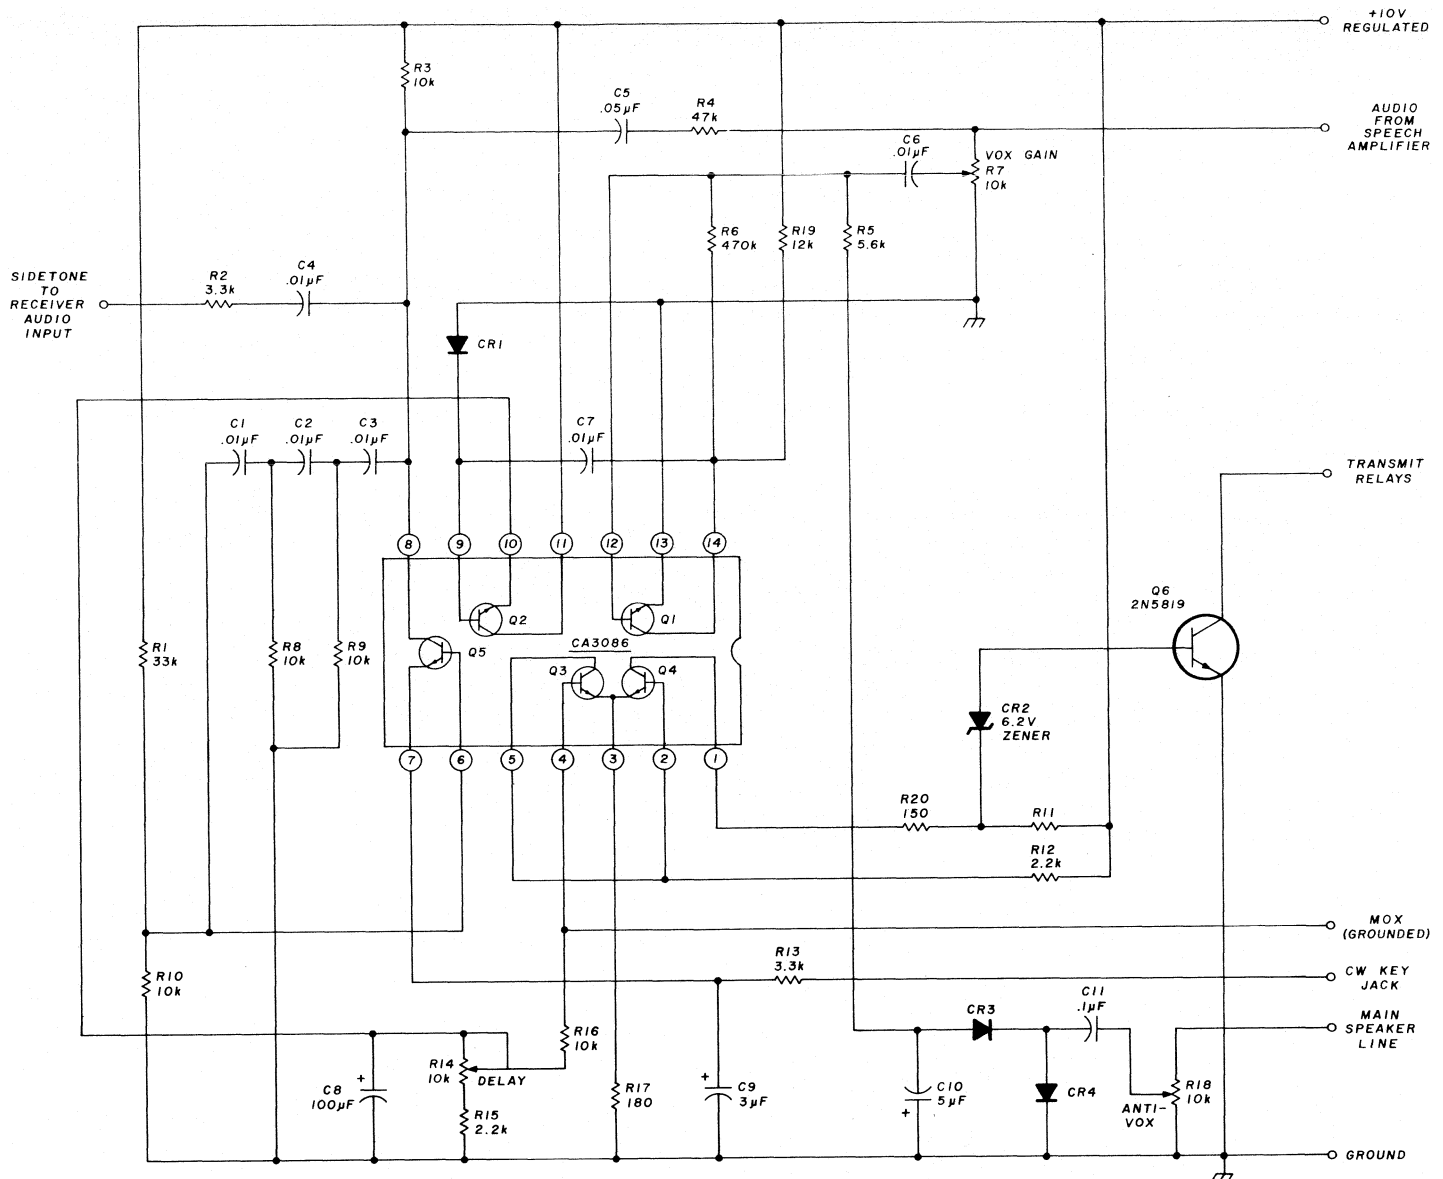 +10V
REGULATED
R3
10k
C5
.05µF
R4
47k
AUDIO
FROM
SPEECH
AMPLIFIER
C6
.01µF
VOX GAIN
R7
10k
R6
470k
R19
12k
R5
5.6k
SIDETONE
TO
RECEIVER
AUDIO
INPUT
R2
3.3k
C4
.01µF
CR1
C1
.01µF
C2
.01µF
C3
.01µF
C7
.01µF
TRANSMIT
RELAYS
8
9
10
11
12
13
14
Q2
Q1
Q6
2N5819
CA3086
Q5
Q3
Q4
R1
33k
R8
10k
R9
10k
CR2
6.2V
ZENER
7
6
5
4
3
2
1
R20
150
R11
R12
2.2k
MOX
(GROUNDED)
R13
3.3k
CW KEY
JACK
R10
10k
C11
.1µF
CR3
MAIN
SPEAKER
LINE
R16
10k
R14
10k
DELAY
+
C8
100µF
R15
2.2k
R17
180
+
C9
3µF
C10
5µF
+
CR4
ANTI-
VOX
R18
10k
GROUND